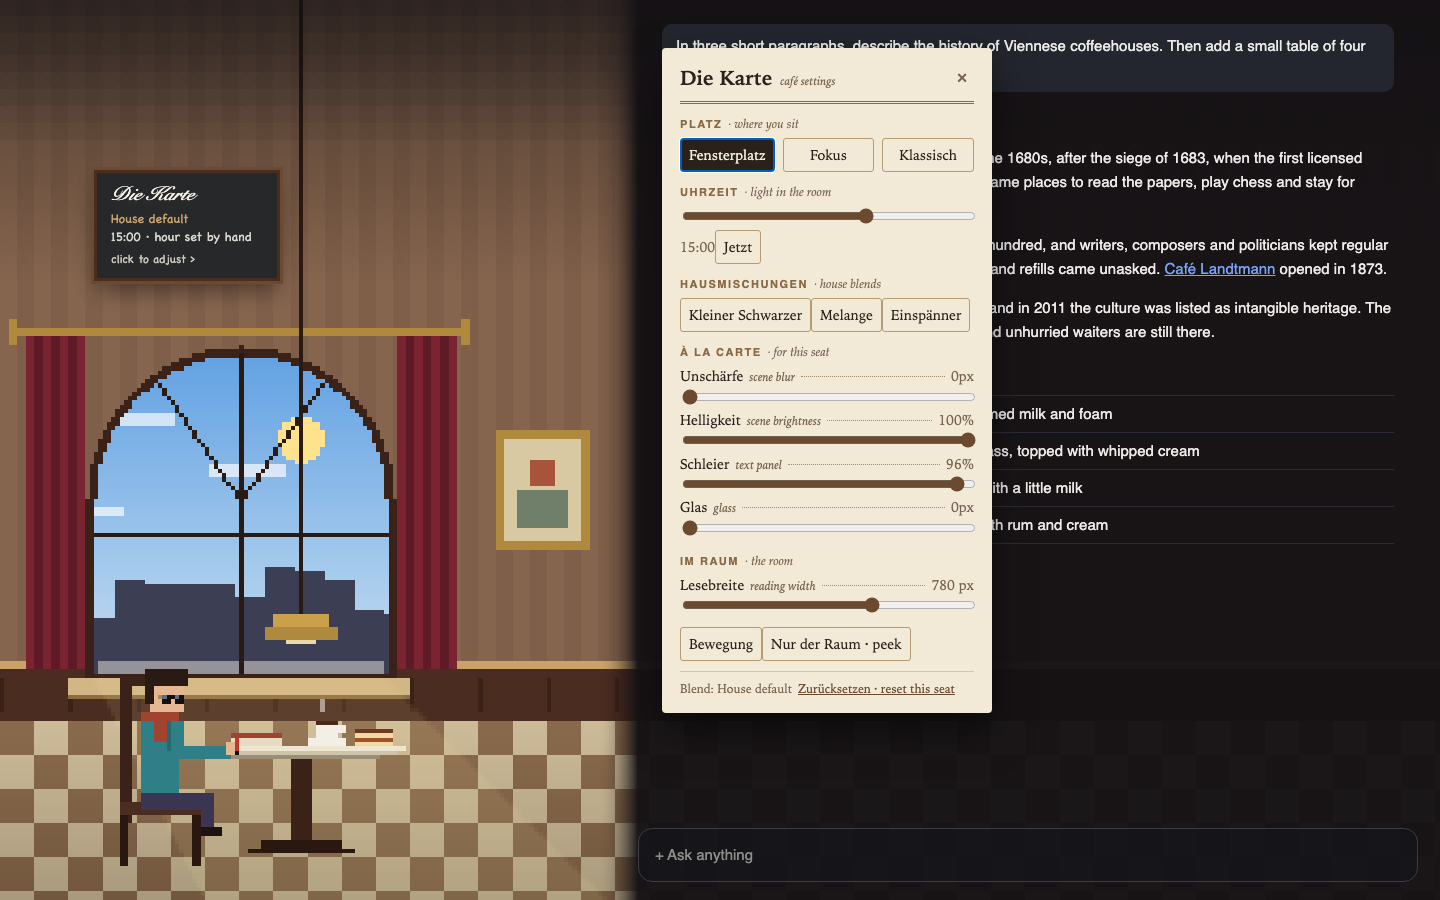 Die Karte
House default
15:00 · hour set by hand
click to adjust >
In three short paragraphs, describe the history of Viennese coffeehouses. Then add a small table of four
Die Karte café settings ×
PLATZ · where you sit
Fensterplatz Fokus Klassisch
UHRZEIT · light in the room
15:00 Jetzt
HAUSMISCHUNGEN · house blends
Kleiner Schwarzer Melange Einspänner
À LA CARTE · for this seat
Unschärfe scene blur 0px
Helligkeit scene brightness 100%
Schleier text panel 96%
Glas glass 0px
IM RAUM · the room
Lesebreite reading width 780 px
Bewegung Nur der Raum · peek
Blend: House default Zurücksetzen · reset this seat
1680s, after the siege of 1683, when the first licensed
places to read the papers, play chess and stay for
and writers, composers and politicians kept regular
and refills came unasked. Café Landtmann opened in 1873.
and in 2011 the culture was listed as intangible heritage. The
unhurried waiters are still there.
milk and foam
topped with whipped cream
a little milk
rum and cream
+ Ask anything